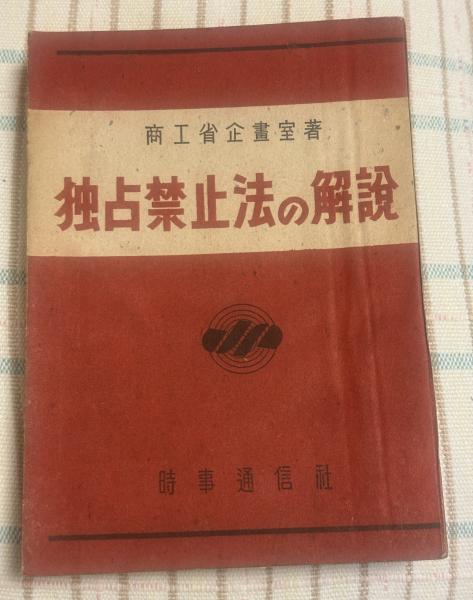 商工省企畫室著
独占禁止法の解說
時事通信社